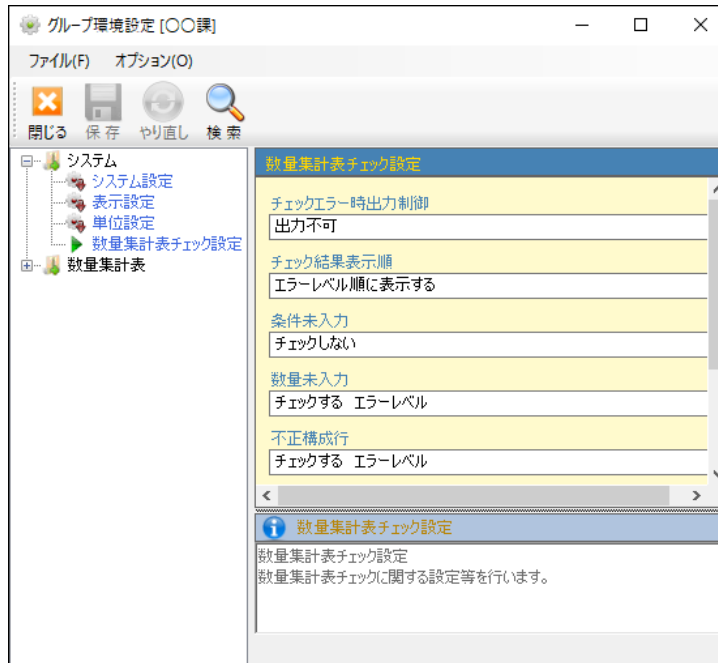 グループ環境設定 [〇〇課]
ファイル(F) オプション(O)
閉じる 保存 やり直し 検索
システム
システム設定
表示設定
単位設定
数量集計表チェック設定
数量集計表
数量集計表チェック設定
チェックエラー時出力制御
出力不可
チェック結果表示順
エラーレベル順に表示する
条件未入力
チェックしない
数量未入力
チェックする エラーレベル
不正構成行
チェックする エラーレベル
数量集計表チェック設定
数量集計表チェック設定
数量集計表チェックに関する設定等を行います。